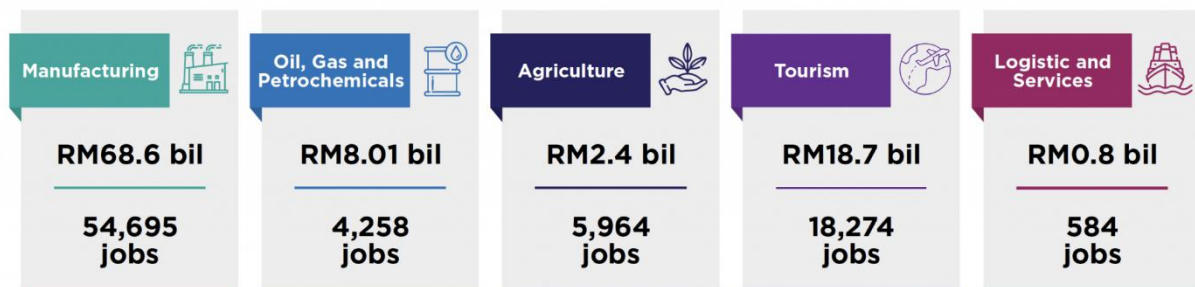 Manufacturing
RM68.6 bil
54,695
jobs
Oil, Gas and
Petrochemicals
RM8.01 bil
4,258
jobs
Agriculture
RM2.4 bil
5,964
jobs
Tourism
RM18.7 bil
18,274
jobs
Logistic and
Services
RM0.8 bil
584
jobs